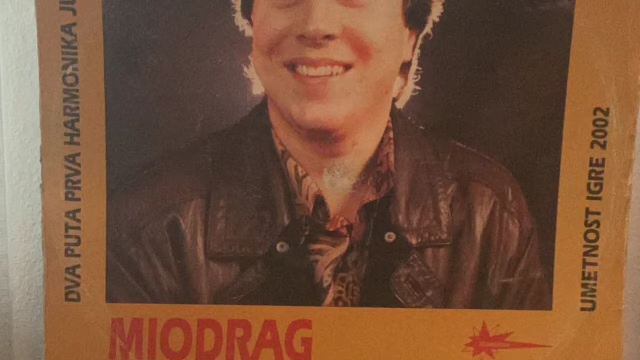 DVA PUTA PRVA HARMONIKA
UMETNOST IGRE 2002
MIODRAG